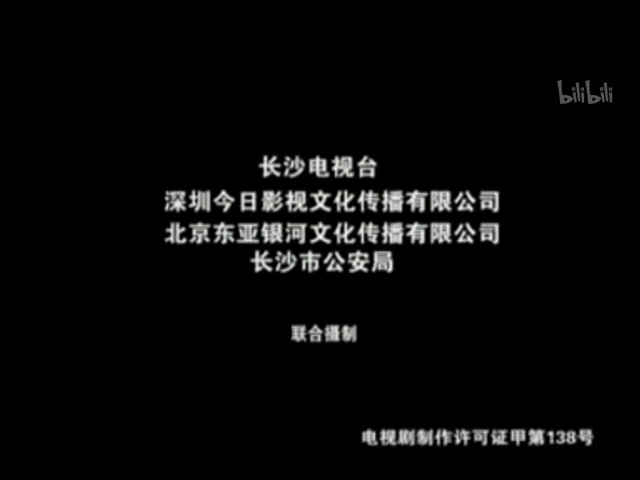 bilibili
长沙电视台
深圳今日影视文化传播有限公司
北京东亚银河文化传播有限公司
长沙市公安局
联合摄制
电视剧制作许可证甲第138号